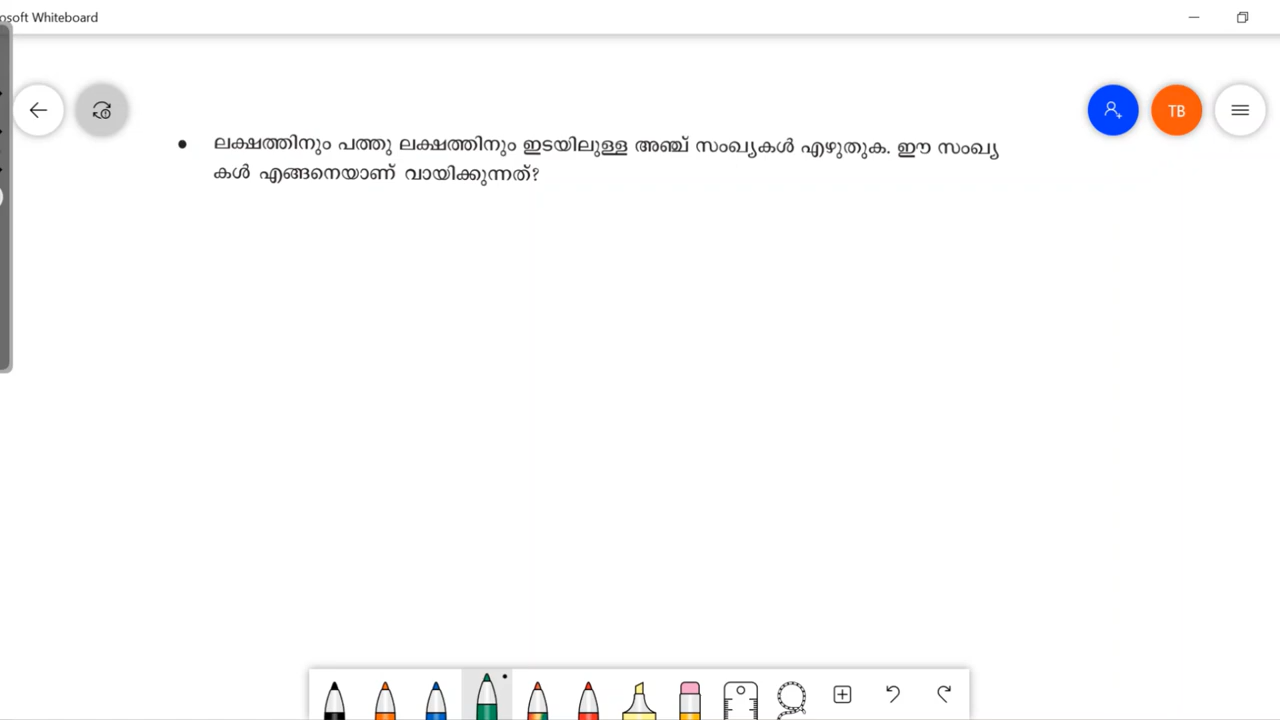 osoft Whiteboard
TB
• ലക്ഷത്തിനും പത്തു ലക്ഷത്തിനും ഇടയിലുള്ള അഞ്ച് സംഖ്യകൾ എഴുതുക. ഈ സംഖ്യ
കൾ എങ്ങനെയാണ് വായിക്കുന്നത്?